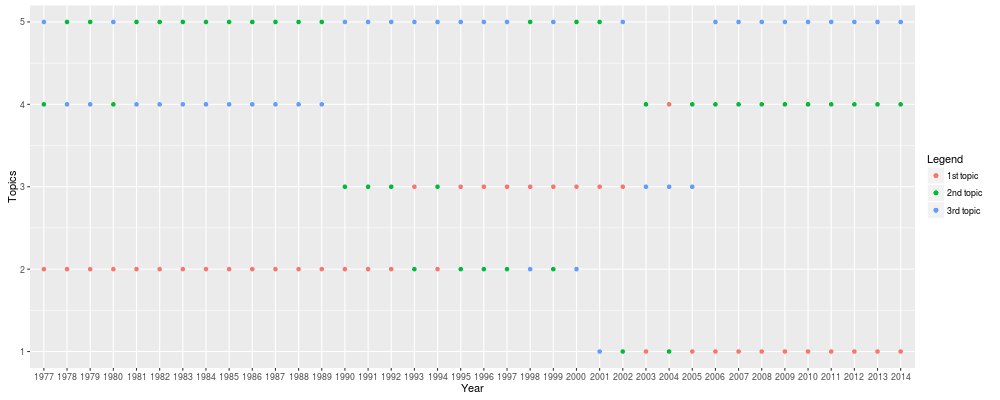 5
4
3
2
1
Topics
1977 1978 1979 1980 1981 1982 1983 1984 1985 1986 1987 1988 1989 1990 1991 1992 1993 1994 1995 1996 1997 1998 1999 2000 2001 2002 2003 2004 2005 2006 2007 2008 2009 2010 2011 2012 2013 2014
Year
Legend
1st topic
2nd topic
3rd topic